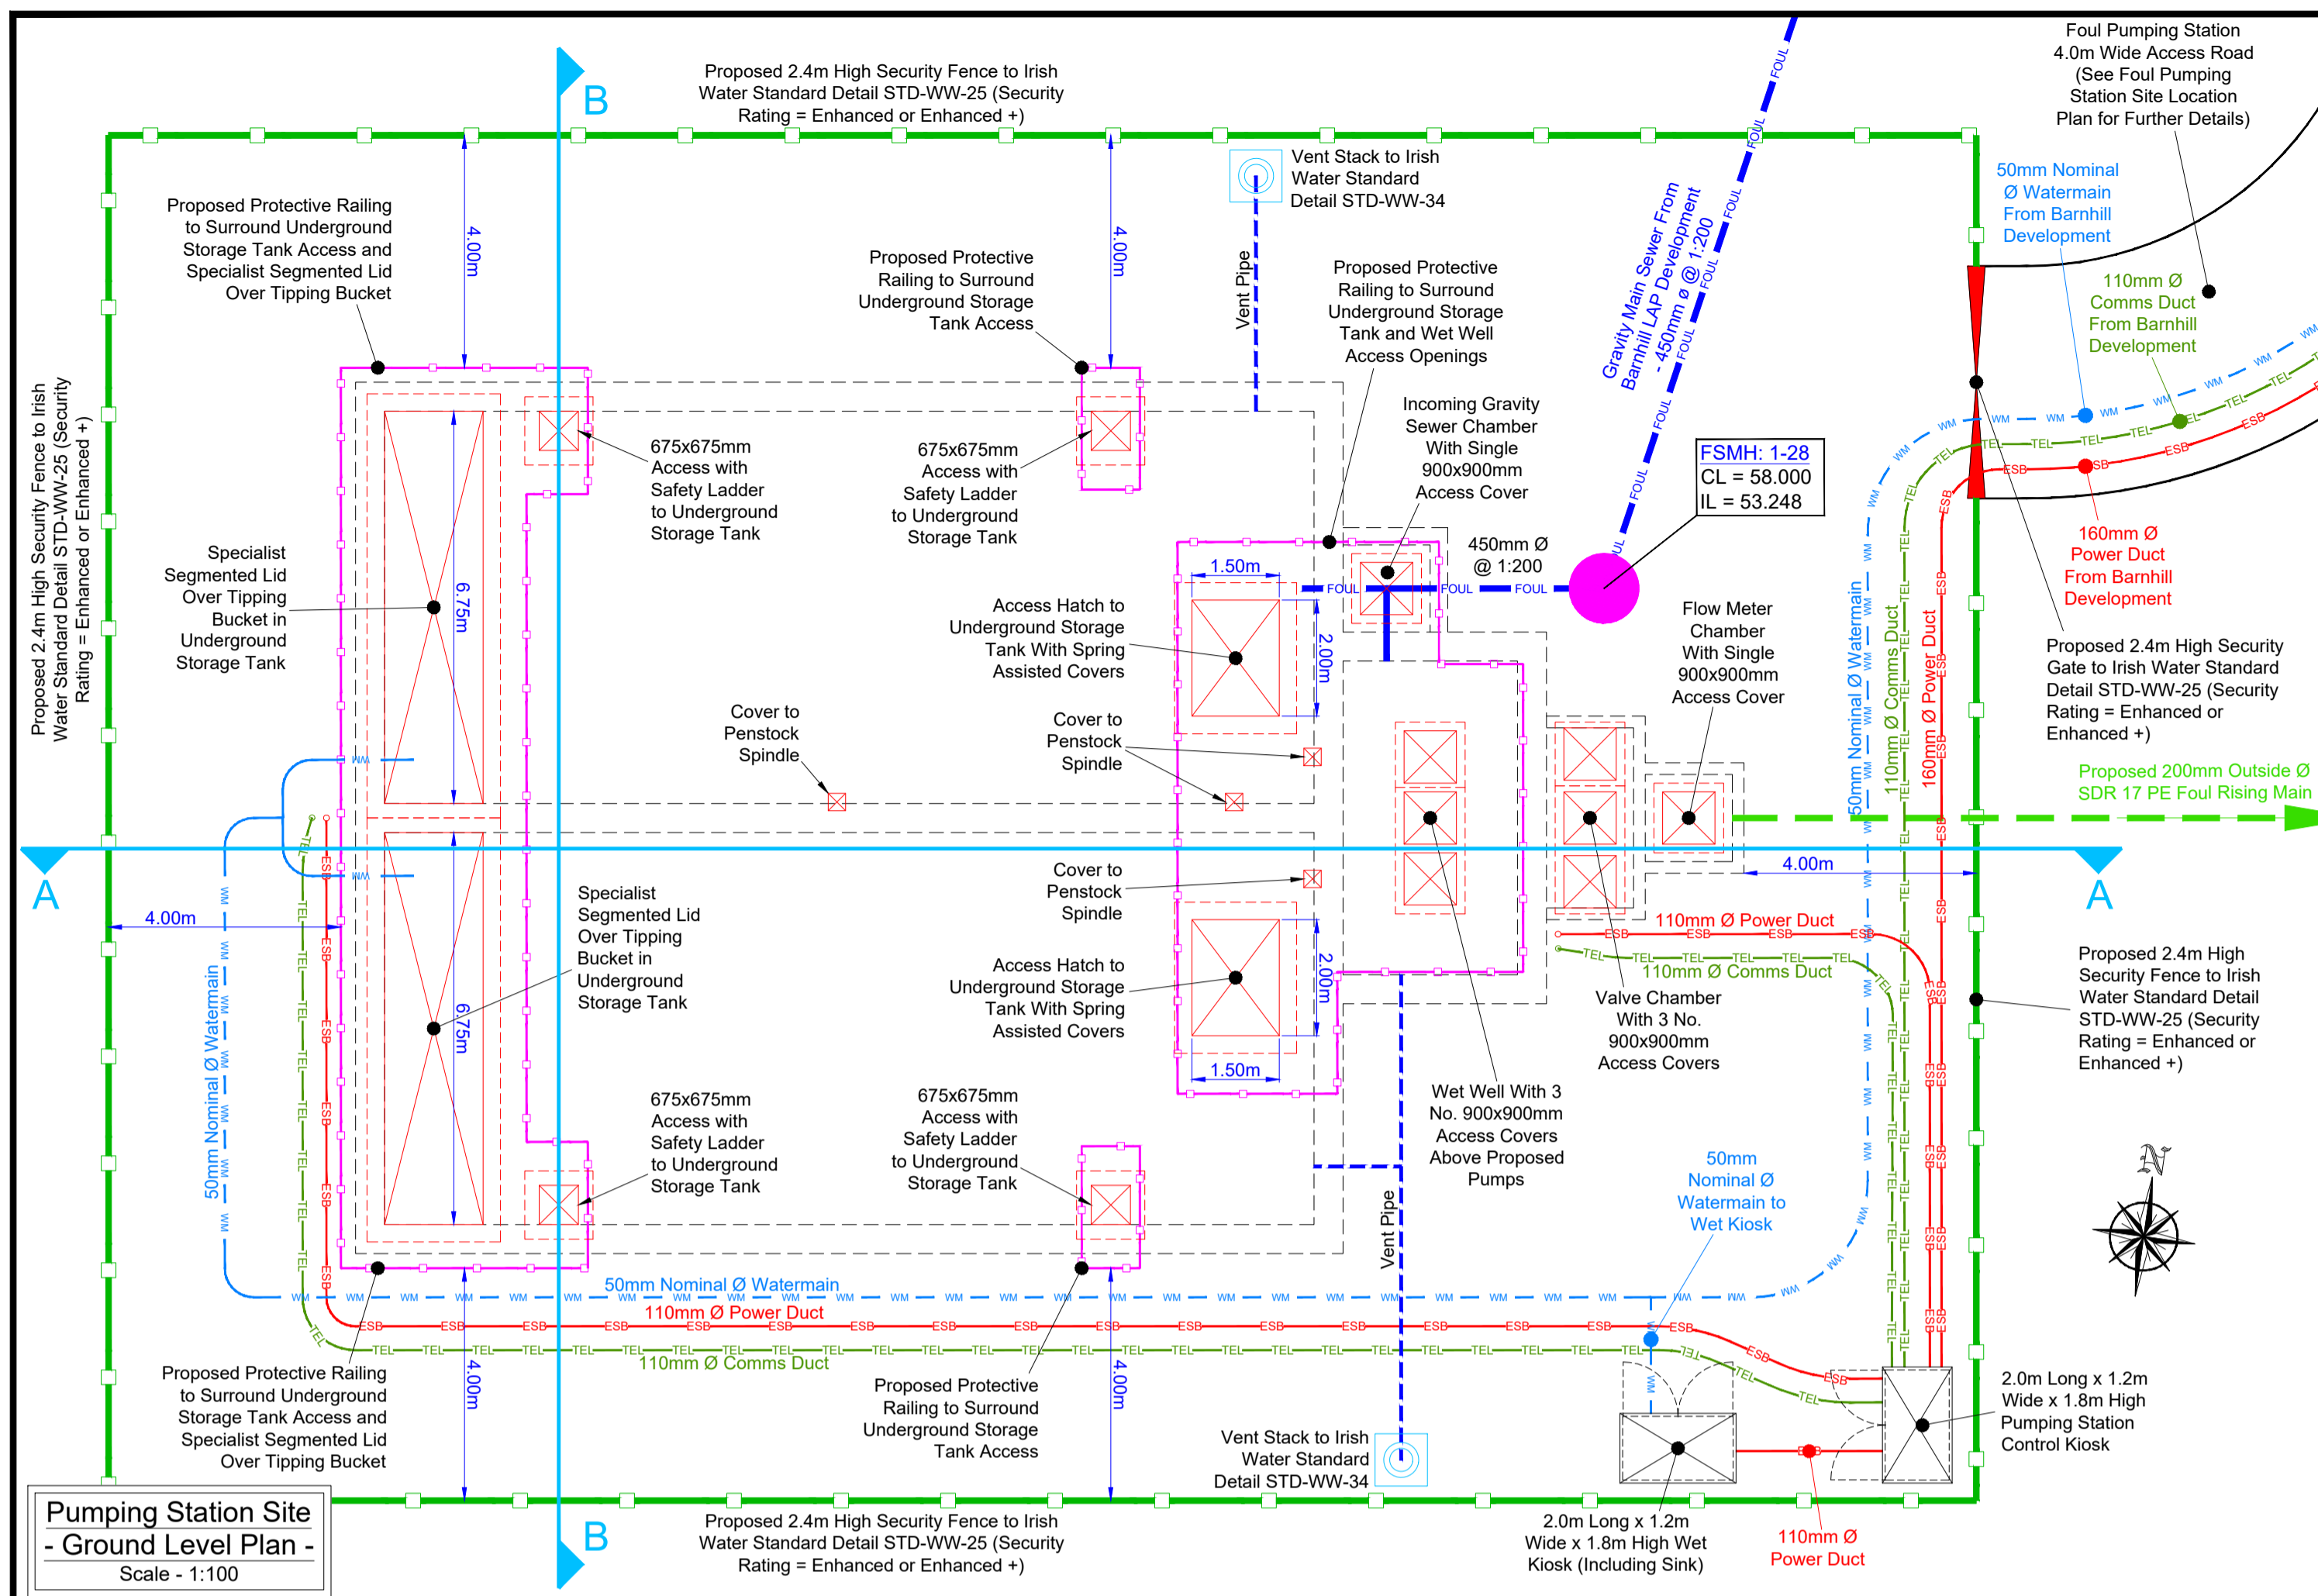 Proposed 2.4m High Security Fence to Irish
Water Standard Detail STD-WW-25 (Security
Rating = Enhanced or Enhanced +)
B
Foul Pumping Station
4.0m Wide Access Road
(See Foul Pumping
Station Site Location
Plan for Further Details)
Vent Stack to Irish
Water Standard
Detail STD-WW-34
Vent Pipe
Gravity Main Sewer From
Barnhill LAP Development
- 450mm ø @ 1:200
FOUL
FOUL
FOUL
FOUL
FOUL
FOUL
FOUL
50mm Nominal
Ø Watermain
From Barnhill
Development
110mm Ø
Comms Duct
From Barnhill
Development
160mm Ø
Power Duct
From Barnhill
Development
Proposed Protective Railing
to Surround Underground
Storage Tank Access and
Specialist Segmented Lid
Over Tipping Bucket
4.00m
Proposed Protective
Railing to Surround
Underground Storage
Tank Access
4.00m
Proposed Protective
Railing to Surround
Underground Storage
Tank and Wet Well
Access Openings
Incoming Gravity
Sewer Chamber
With Single
900x900mm
Access Cover
FSMH: 1-28
CL = 58.000
IL = 53.248
450mm Ø
@ 1:200
FOUL
FOUL
FOUL
Proposed 2.4m High Security Fence to Irish
Water Standard Detail STD-WW-25 (Security
Rating = Enhanced or Enhanced +)
Specialist
Segmented Lid
Over Tipping
Bucket in
Underground
Storage Tank
6.75m
675x675mm
Access with
Safety Ladder
to Underground
Storage Tank
675x675mm
Access with
Safety Ladder
to Underground
Storage Tank
1.50m
2.00m
Access Hatch to
Underground Storage
Tank With Spring
Assisted Covers
Cover to
Penstock
Spindle
Cover to
Penstock
Spindle
Flow Meter
Chamber
With Single
900x900mm
Access Cover
50mm Nominal Ø Watermain
110mm Ø Comms Duct
160mm Ø Power Duct
Proposed 2.4m High Security
Gate to Irish Water Standard
Detail STD-WW-25 (Security
Rating = Enhanced or
Enhanced +)
Proposed 200mm Outside Ø
SDR 17 PE Foul Rising Main
A
A
4.00m
4.00m
Specialist
Segmented Lid
Over Tipping
Bucket in
Underground
Storage Tank
6.75m
Cover to
Penstock
Spindle
Access Hatch to
Underground Storage
Tank With Spring
Assisted Covers
2.00m
1.50m
110mm Ø Power Duct
110mm Ø Comms Duct
Valve Chamber
With 3 No.
900x900mm
Access Covers
Wet Well With 3
No. 900x900mm
Access Covers
Above Proposed
Pumps
Proposed 2.4m High
Security Fence to Irish
Water Standard Detail
STD-WW-25 (Security
Rating = Enhanced or
Enhanced +)
50mm Nominal Ø Watermain
675x675mm
Access with
Safety Ladder
to Underground
Storage Tank
675x675mm
Access with
Safety Ladder
to Underground
Storage Tank
Vent Pipe
50mm
Nominal Ø
Watermain to
Wet Kiosk
N
50mm Nominal Ø Watermain
110mm Ø Power Duct
110mm Ø Comms Duct
Proposed Protective Railing
to Surround Underground
Storage Tank Access and
Specialist Segmented Lid
Over Tipping Bucket
4.00m
Proposed Protective
Railing to Surround
Underground Storage
Tank Access
4.00m
Vent Stack to Irish
Water Standard
Detail STD-WW-34
2.0m Long x 1.2m
Wide x 1.8m High
Pumping Station
Control Kiosk
2.0m Long x 1.2m
Wide x 1.8m High Wet
Kiosk (Including Sink)
110mm Ø
Power Duct
Proposed 2.4m High Security Fence to Irish
Water Standard Detail STD-WW-25 (Security
Rating = Enhanced or Enhanced +)
B
Pumping Station Site
- Ground Level Plan -
Scale - 1:100